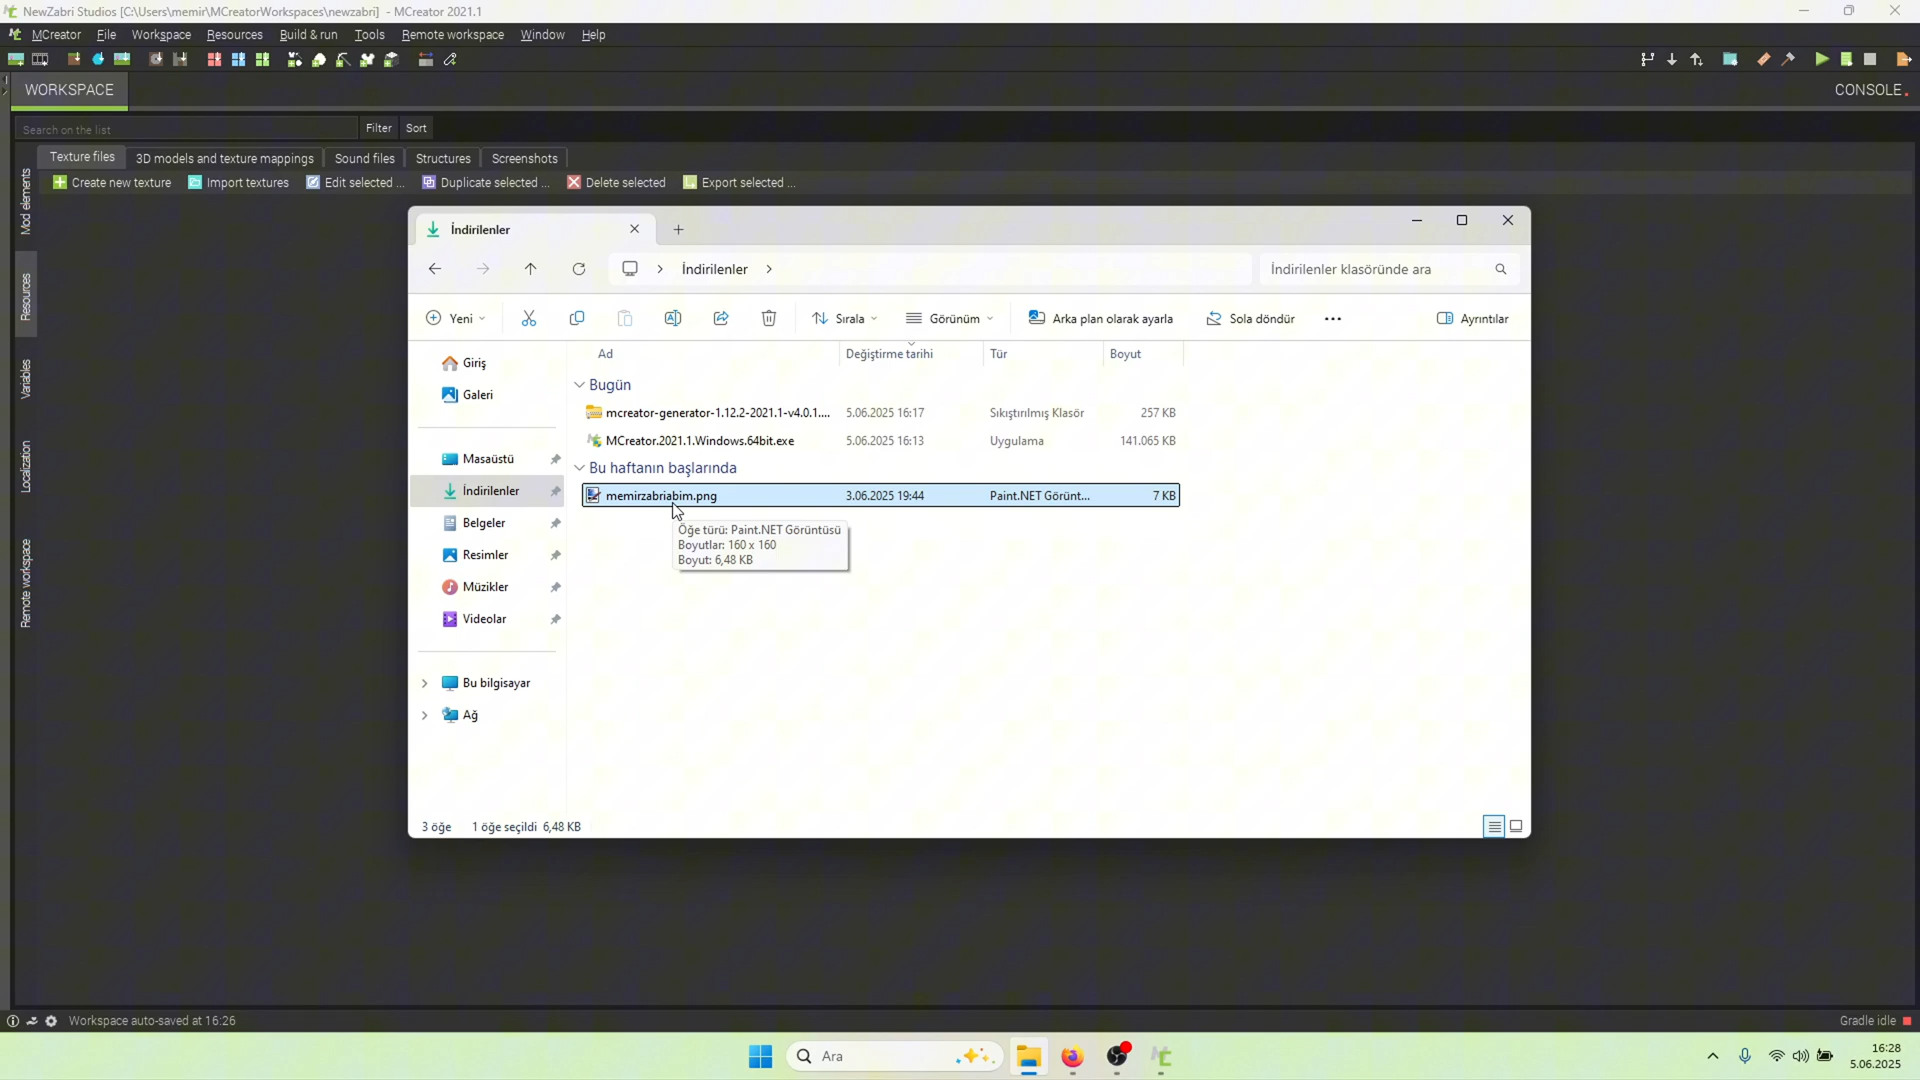 NewZabri Studios [C:\Users\memir\MCreatorWorkspaces\newzabri] - MCreator 2021.1
MCreator File Workspace Resources Build & run Tools Remote workspace Window Help
WORKSPACE
CONSOLE
Search on the list
Filter
Sort
Texture files
3D models and texture mappings
Sound files
Structures
Screenshots
Create new texture
Import textures
Edit selected ...
Duplicate selected ...
Delete selected
Export selected ...
Mod elements
Resources
Variables
Localization
Remote workspace
İndirilenler
İndirilenler
İndirilenler klasöründe ara
Yeni
Sırala
Görünüm
Arka plan olarak ayarla
Sola döndür
Ayrıntılar
Giriş
Galeri
Masaüstü
İndirilenler
Belgeler
Resimler
Müzikler
Videolar
Bu bilgisayar
Ağ
Ad
Değiştirme tarihi
Tür
Boyut
Bugün
mcreator-generator-1.12.2-2021.1-v4.0.1.... 5.06.2025 16:17 Sıkıştırılmış Klasör 257 KB
MCreator.2021.1.Windows.64bit.exe 5.06.2025 16:13 Uygulama 141.065 KB
Bu haftanın başlarında
memirzabriabim.png 3.06.2025 19:44 Paint.NET Görünt... 7 KB
Öğe türü: Paint.NET Görüntüsü
Boyutlar: 160 x 160
Boyut: 6,48 KB
3 öğe
1 öğe seçildi 6,48 KB
Workspace auto-saved at 16:26
Gradle idle
Ara
16:28
5.06.2025